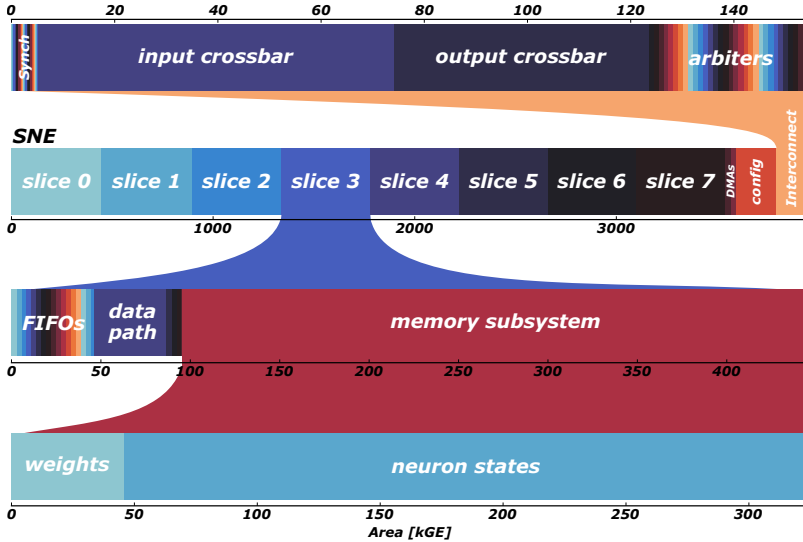 0 20 40 60 80 100 120 140
Synch input crossbar output crossbar arbiters
SNE
slice 0 slice 1 slice 2 slice 3 slice 4 slice 5 slice 6 slice 7 DMAs config Interconnect
0 1000 2000 3000
FIFOs data path memory subsystem
0 50 100 150 200 250 300 350 400
weights neuron states
0 50 100 150 200 250 300
Area [kGE]